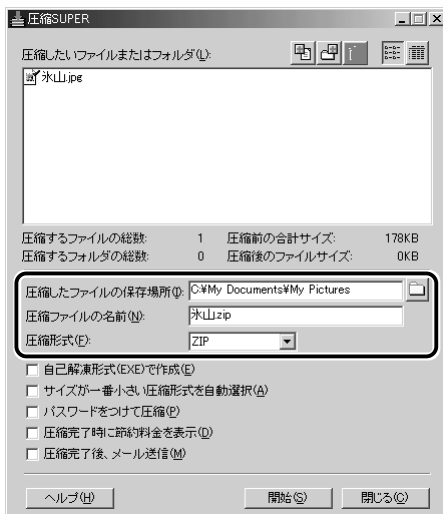 圧縮SUPER
圧縮したいファイルまたはフォルダ(L):
氷山.jpg
圧縮するファイルの総数: 1 圧縮前の合計サイズ: 178KB
圧縮するフォルダの総数: 0 圧縮後のファイルサイズ: 0KB
圧縮したファイルの保存場所(I): C:¥My Documents¥My Pictures
圧縮ファイルの名前(N): 氷山.zip
圧縮形式(F): ZIP
自己解凍形式(EXE)で作成(E)
サイズが一番小さい圧縮形式を自動選択(A)
パスワードをつけて圧縮(P)
圧縮完了時に節約料金を表示(D)
圧縮完了後、メール送信(M)
ヘルプ(H) 開始(S) 閉じる(C)